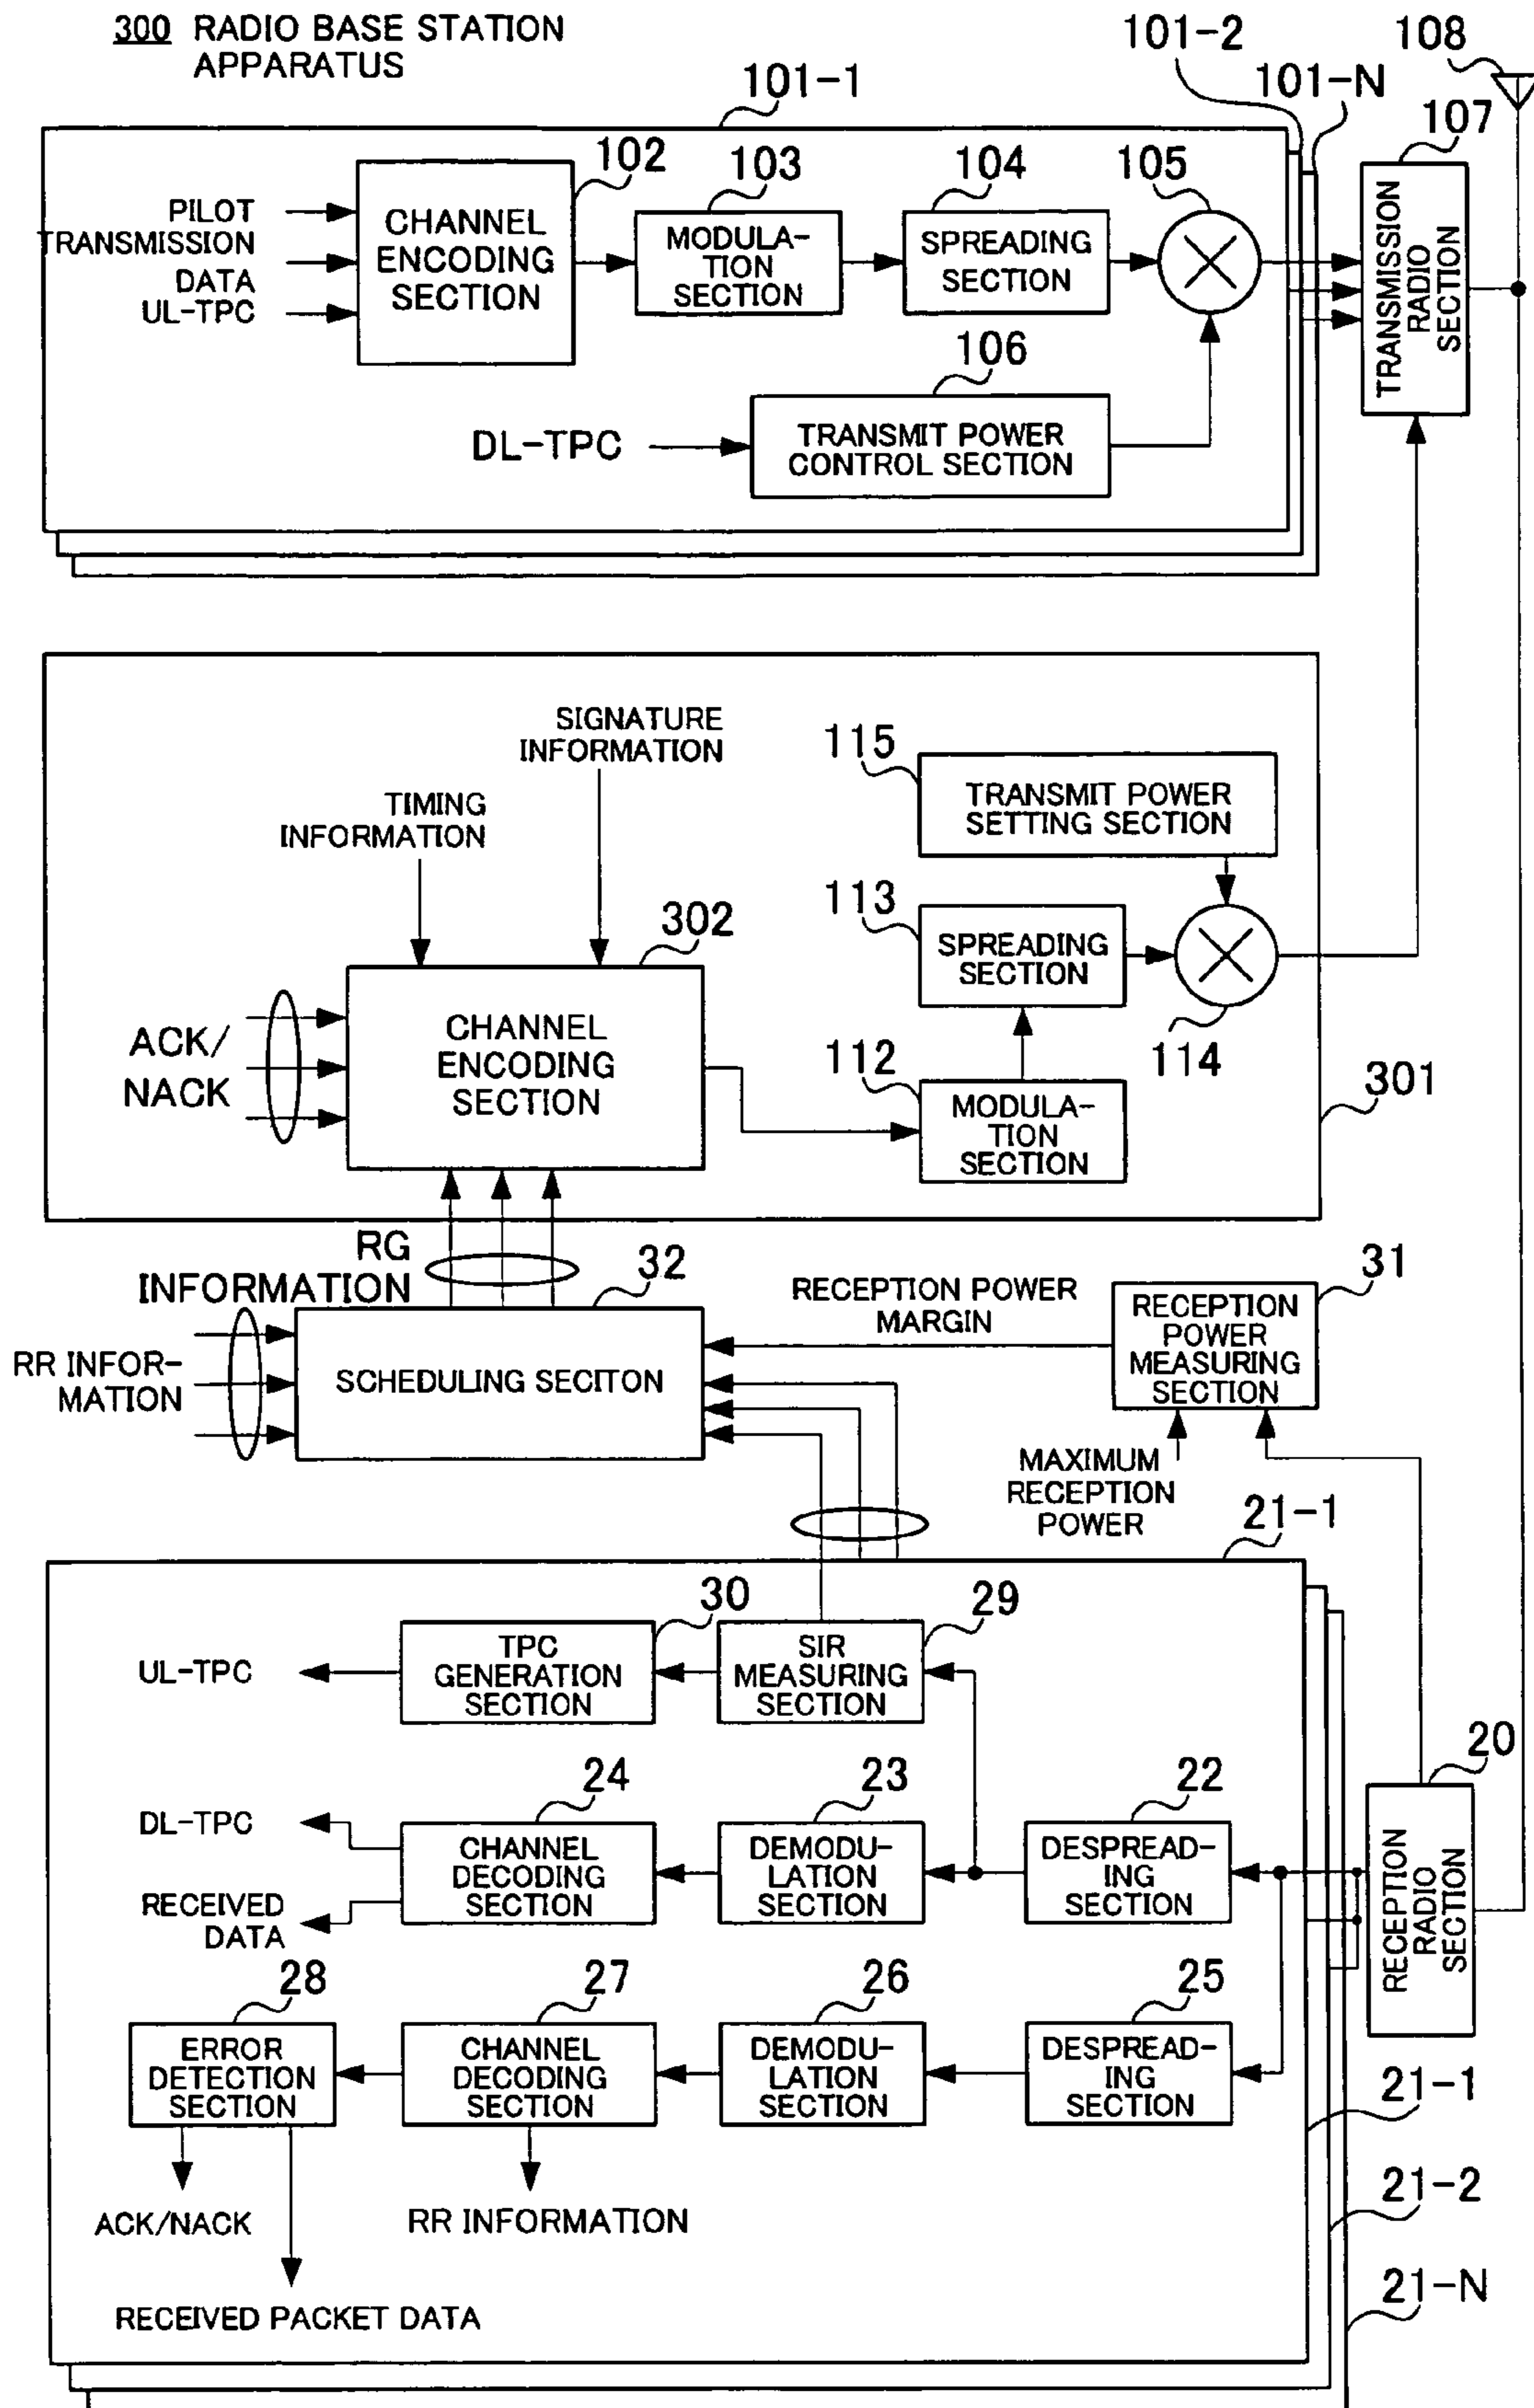 300 RADIO BASE STATION
APPARATUS
101-1
101-2
101-N
108
107
102
103
104
105
PILOT
TRANSMISSION
DATA
UL-TPC
CHANNEL
ENCODING
SECTION
MODULA-
TION
SECTION
SPREADING
SECTION
TRANSMISSION
RADIO
SECTION
106
DL-TPC
TRANSMIT POWER
CONTROL SECTION
SIGNATURE
INFORMATION
TIMING
INFORMATION
115
TRANSMIT POWER
SETTING SECTION
302
113
SPREADING
SECTION
ACK/
NACK
CHANNEL
ENCODING
SECTION
114
112
MODULA-
TION
SECTION
301
RG
INFORMATION
32
RECEPTION POWER
MARGIN
31
RECEPTION
POWER
MEASURING
SECTION
RR INFOR-
MATION
SCHEDULING SECITON
MAXIMUM
RECEPTION
POWER
21-1
30
29
UL-TPC
TPC
GENERATION
SECTION
SIR
MEASURING
SECTION
20
24
23
22
DL-TPC
RECEIVED
DATA
CHANNEL
DECODING
SECTION
DEMODU-
LATION
SECTION
DESPREAD-
ING
SECTION
RECEPTION
RADIO
SECTION
28
27
26
25
ERROR
DETECTION
SECTION
CHANNEL
DECODING
SECTION
DEMODU-
LATION
SECTION
DESPREAD-
ING
SECTION
21-1
21-2
21-N
ACK/NACK
RR INFORMATION
RECEIVED PACKET DATA